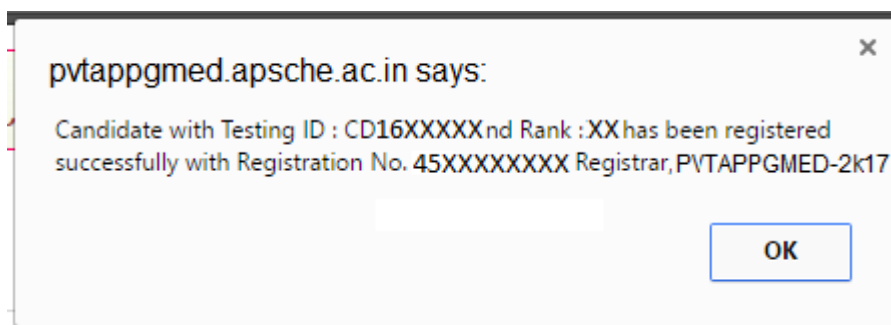 pvtappgmed.apsche.ac.in says:
Candidate with Testing ID : CD16XXXXXnd Rank :XX has been registered
successfully with Registration No. 45XXXXXXXX Registrar,PVTAPPGMED-2k17
OK